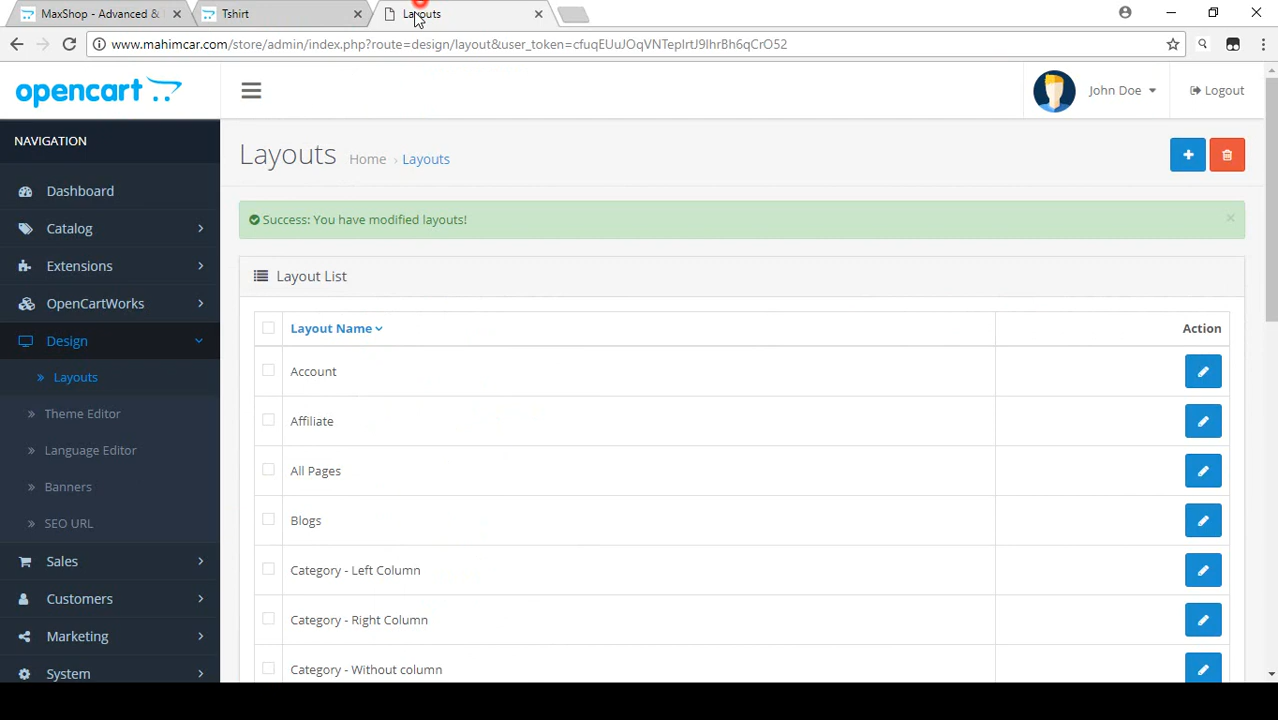 MaxShop - Advanced &
Tshirt
Layouts
www.mahimcar.com/store/admin/index.php?route=design/layout&user_token=cfuqEUuJOqVNTeplrtJ9IhrBh6qCrO52
opencart
John Doe
Logout
NAVIGATION
Layouts
Home › Layouts
Dashboard
Success: You have modified layouts!
Catalog
Extensions
Layout List
OpenCartWorks
Layout Name
Action
Design
Account
Layouts
Theme Editor
Affiliate
Language Editor
All Pages
Banners
Blogs
SEO URL
Sales
Category - Left Column
Customers
Category - Right Column
Marketing
System
Category - Without column